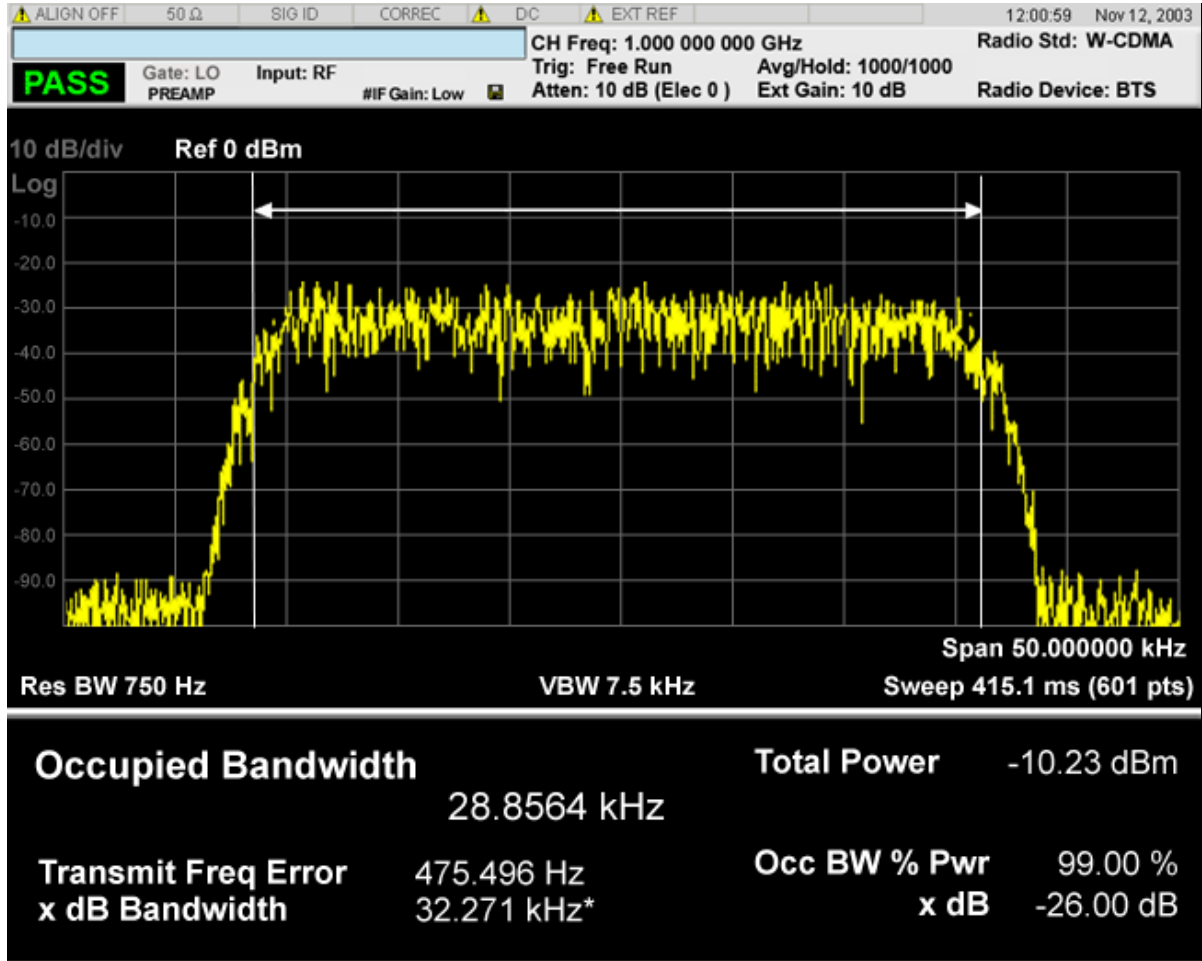 ALIGN OFF 50 Ω SIG ID CORREC DC EXT REF 12:00:59 Nov 12, 2003
CH Freq: 1.000 000 000 GHz Radio Std: W-CDMA
PASS Gate: LO Input: RF Trig: Free Run Avg/Hold: 1000/1000
PREAMP #IF Gain: Low Atten: 10 dB (Elec 0 ) Ext Gain: 10 dB Radio Device: BTS
10 dB/div Ref 0 dBm
Log
-10.0
-20.0
-30.0
-40.0
-50.0
-60.0
-70.0
-80.0
-90.0
Span 50.000000 kHz
Res BW 750 Hz VBW 7.5 kHz Sweep 415.1 ms (601 pts)
Occupied Bandwidth Total Power -10.23 dBm
28.8564 kHz
Transmit Freq Error 475.496 Hz Occ BW % Pwr 99.00 %
x dB Bandwidth 32.271 kHz* x dB -26.00 dB